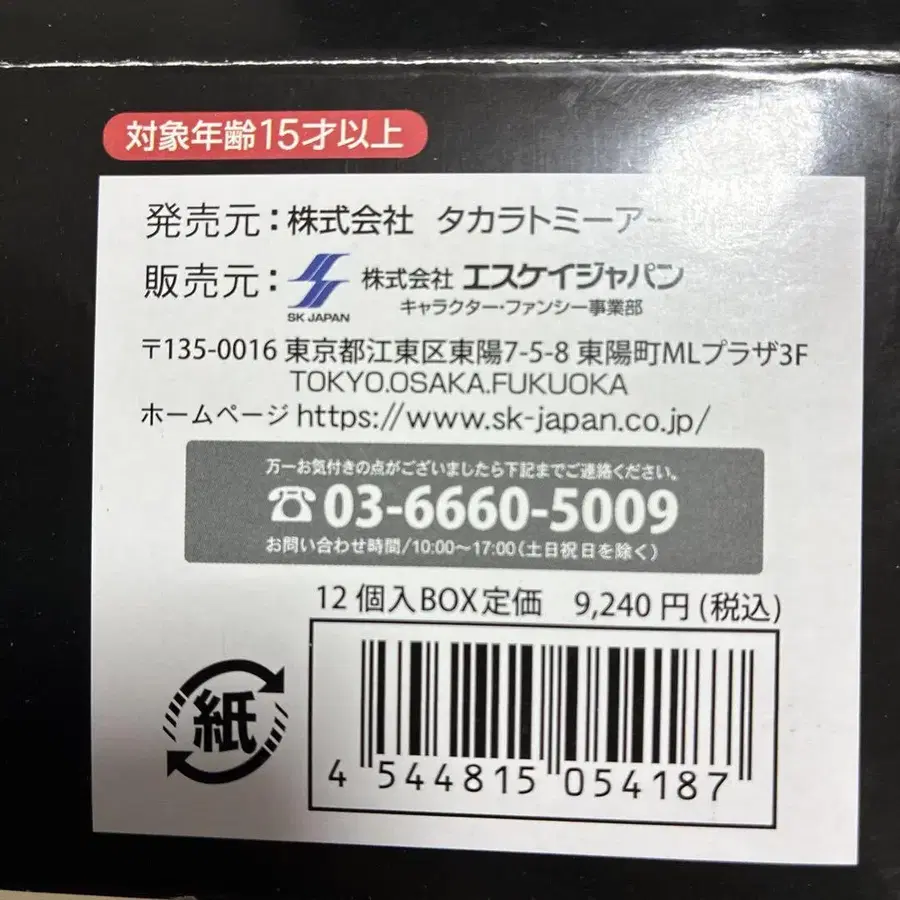 対象年齢15才以上
発売元：株式会社 タカラトミーアー
販売元： SK JAPAN 株式会社 エスケイジャパン
キャラクター・ファンシー事業部
〒135-0016 東京都江東区東陽7-5-8 東陽町MLプラザ3F
TOKYO.OSAKA.FUKUOKA
ホームページ https://www.sk-japan.co.jp/
万一お気付きの点がございましたら下記までご連絡ください。
☎03-6660-5009
お問い合わせ時間/10:00～17:00(土日祝日を除く)
12個入BOX定価 9,240円(税込)
紙
4 544815 054187